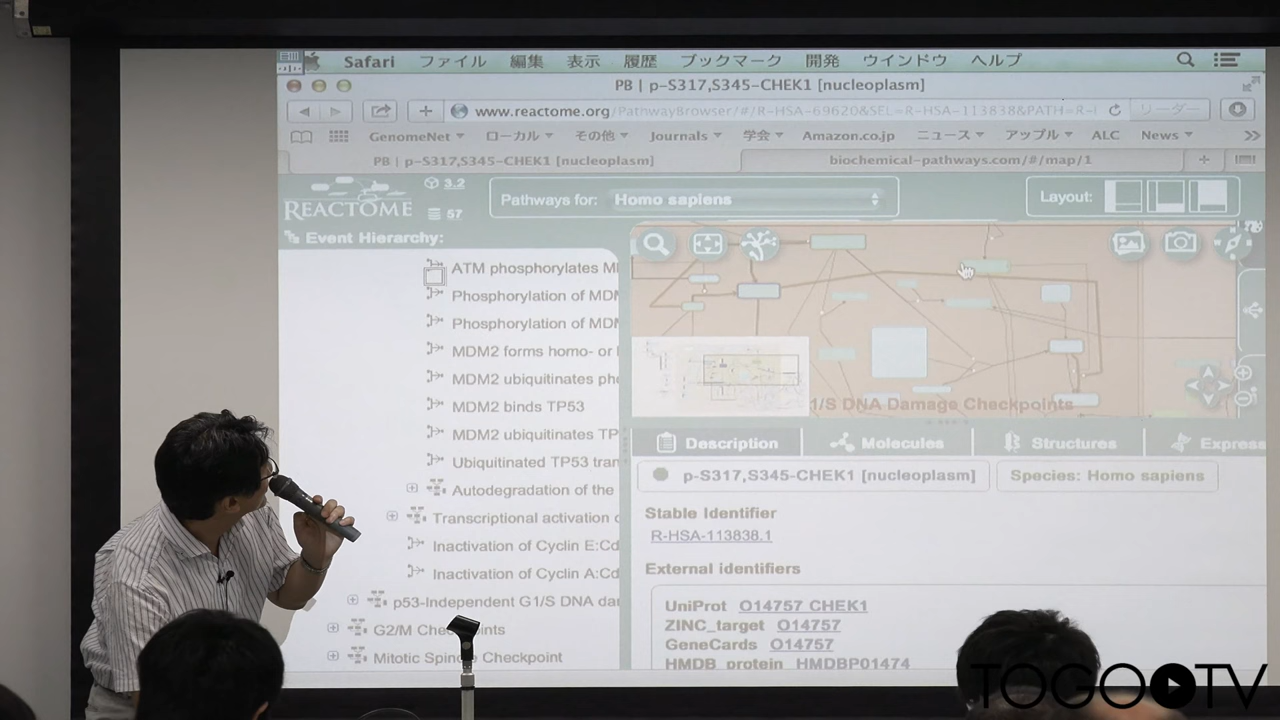 Safari ファイル 編集 表示 履歴 ブックマーク 開発 ウインドウ ヘルプ
PB | p-S317,S345-CHEK1 [nucleoplasm]
www.reactome.org/PathwayBrowser/#/R-HSA-69620&SEL=R-HSA-113838&PATH=R-I リーダー
GenomeNet ローカル その他 Journals 学会 Amazon.co.jp ニュース アップル ALC News
PB | p-S317,S345-CHEK1 [nucleoplasm] biochemical-pathways.com/#/map/1
REACTOME
3.2
57
Pathways for: Homo sapiens
Layout:
Event Hierarchy:
ATM phosphorylates
Phosphorylation of MDM
Phosphorylation of MDM
MDM2 forms homo- or
MDM2 ubiquitinates ph
MDM2 binds TP53
MDM2 ubiquitinates TP
Ubiquitinated TP53 tran
Autodegradation of the
Transcriptional activation
Inactivation of Cyclin E:Cd
Inactivation of Cyclin A:Cd
p53-Independent G1/S DNA da
G2/M Checkpoints
Mitotic Spindle Checkpoint
1/S DNA Damage Checkpoints
Description Molecules Structures Express
p-S317,S345-CHEK1 [nucleoplasm] Species: Homo sapiens
Stable Identifier
R-HSA-113838.1
External identifiers
UniProt O14757 CHEK1
ZINC_target O14757
GeneCards O14757
HMDB_protein HMDBP01474
TOGOTV